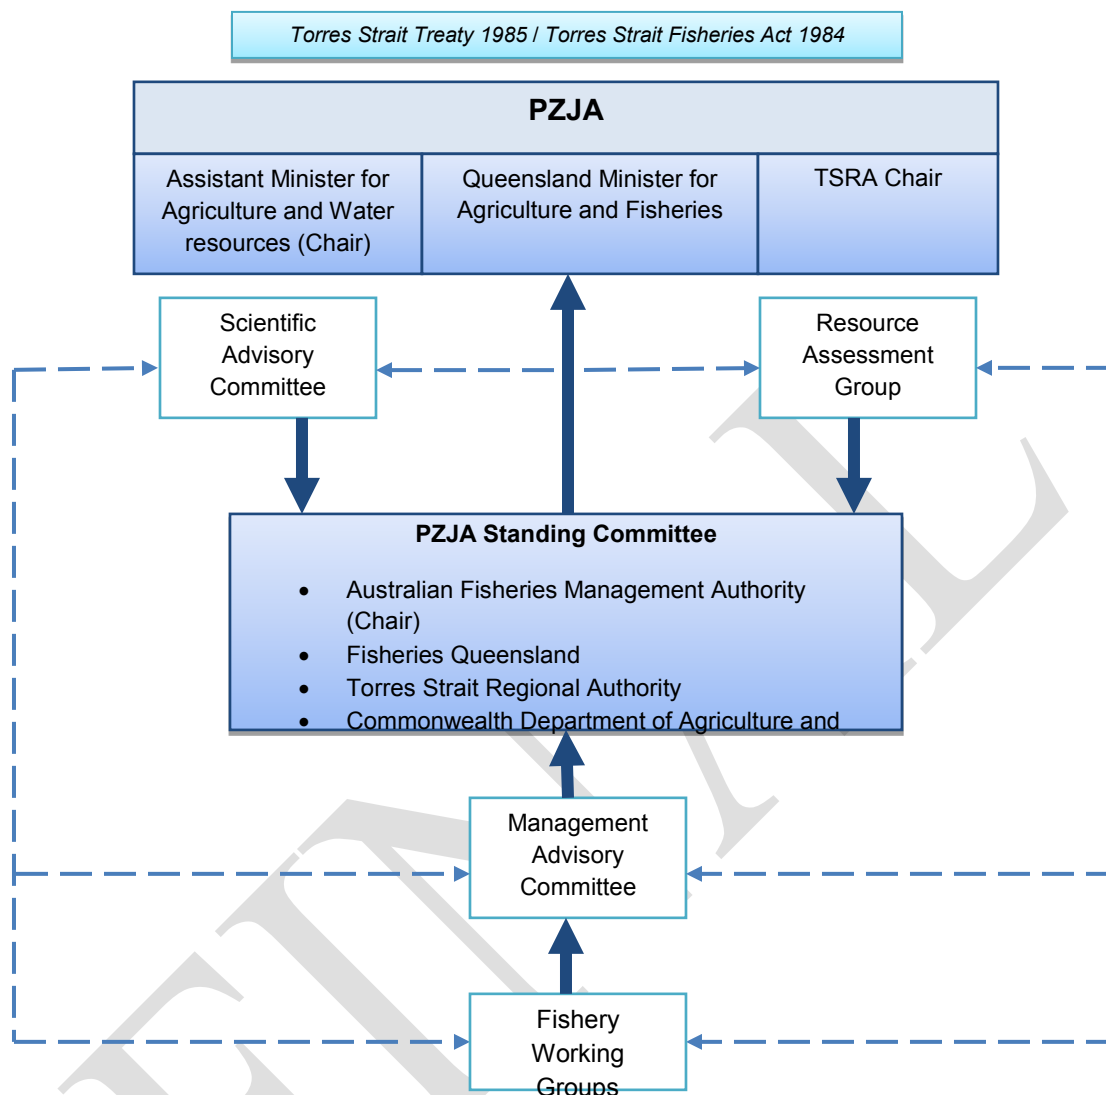 Torres Strait Treaty 1985 / Torres Strait Fisheries Act 1984
PZJA
Assistant Minister for
Agriculture and Water
resources (Chair)
Queensland Minister for
Agriculture and Fisheries
TSRA Chair
Scientific
Advisory
Committee
Resource
Assessment
Group
PZJA Standing Committee
• Australian Fisheries Management Authority
(Chair)
• Fisheries Queensland
• Torres Strait Regional Authority
• Commonwealth Department of Agriculture and
Management
Advisory
Committee
Fishery
Working
Groups
FINAL